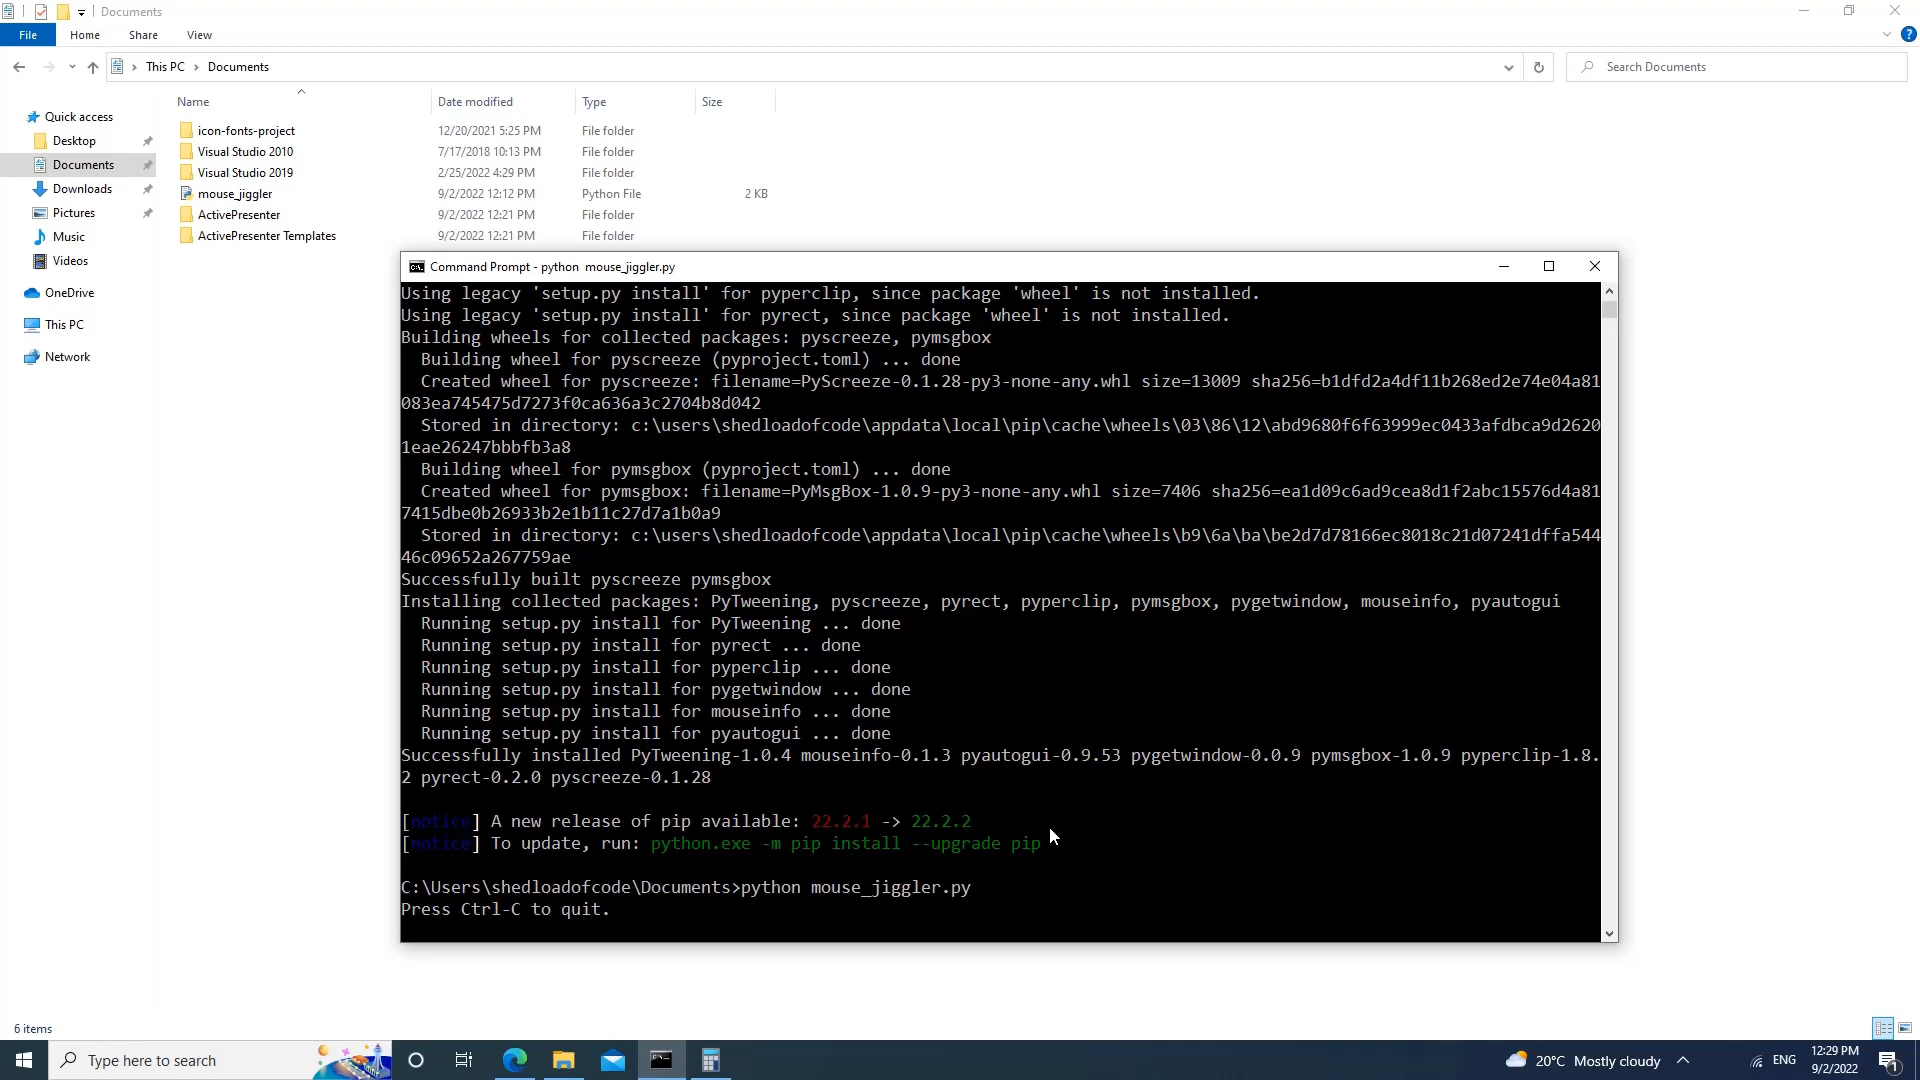 Documents
File Home Share View
This PC > Documents
Search Documents
Name Date modified Type Size
Quick access
Desktop
Documents
Downloads
Pictures
Music
Videos
OneDrive
This PC
Network
icon-fonts-project 12/20/2021 5:25 PM File folder
Visual Studio 2010 7/17/2018 10:13 PM File folder
Visual Studio 2019 2/25/2022 4:29 PM File folder
mouse_jiggler 9/2/2022 12:12 PM Python File 2 KB
ActivePresenter 9/2/2022 12:21 PM File folder
ActivePresenter Templates 9/2/2022 12:21 PM File folder
Command Prompt - python mouse_jiggler.py
Using legacy 'setup.py install' for pyperclip, since package 'wheel' is not installed.
Using legacy 'setup.py install' for pyrect, since package 'wheel' is not installed.
Building wheels for collected packages: pyscreeze, pymsgbox
Building wheel for pyscreeze (pyproject.toml) ... done
Created wheel for pyscreeze: filename=PyScreeze-0.1.28-py3-none-any.whl size=13009 sha256=b1dfd2a4df11b268ed2e74e04a81
083ea745475d7273f0ca636a3c2704b8d042
Stored in directory: c:\users\shedloadofcode\appdata\local\pip\cache\wheels\03\86\12\abd9680f6f63999ec0433afdbca9d2620
1eae26247bbbfb3a8
Building wheel for pymsgbox (pyproject.toml) ... done
Created wheel for pymsgbox: filename=PyMsgBox-1.0.9-py3-none-any.whl size=7406 sha256=ea1d09c6ad9cea8d1f2abc15576d4a81
7415dbe0b26933b2e1b11c27d7a1b0a9
Stored in directory: c:\users\shedloadofcode\appdata\local\pip\cache\wheels\b9\6a\ba\be2d7d78166ec8018c21d07241dffa544
46c09652a267759ae
Successfully built pyscreeze pymsgbox
Installing collected packages: PyTweening, pyscreeze, pyrect, pyperclip, pymsgbox, pygetwindow, mouseinfo, pyautogui
Running setup.py install for PyTweening ... done
Running setup.py install for pyrect ... done
Running setup.py install for pyperclip ... done
Running setup.py install for pygetwindow ... done
Running setup.py install for mouseinfo ... done
Running setup.py install for pyautogui ... done
Successfully installed PyTweening-1.0.4 mouseinfo-0.1.3 pyautogui-0.9.53 pygetwindow-0.0.9 pymsgbox-1.0.9 pyperclip-1.8.
2 pyrect-0.2.0 pyscreeze-0.1.28
[notice] A new release of pip available: 22.2.1 -> 22.2.2
[notice] To update, run: python.exe -m pip install --upgrade pip
C:\Users\shedloadofcode\Documents>python mouse_jiggler.py
Press Ctrl-C to quit.
6 items
Type here to search
20°C Mostly cloudy
ENG
12:29 PM
9/2/2022
1